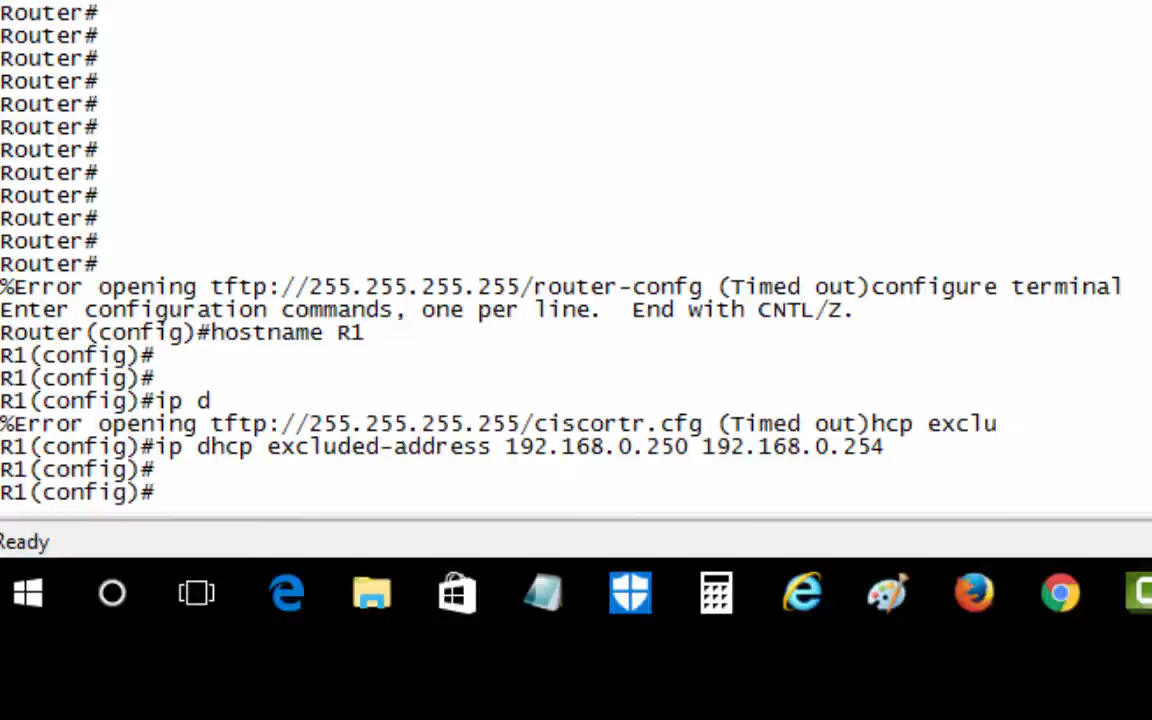 Router#
Router#
Router#
Router#
Router#
Router#
Router#
Router#
Router#
Router#
Router#
Router#
%Error opening tftp://255.255.255.255/router-confg (Timed out)configure terminal
Enter configuration commands, one per line.  End with CNTL/Z.
Router(config)#hostname R1
R1(config)#
R1(config)#
R1(config)#ip d
%Error opening tftp://255.255.255.255/ciscortr.cfg (Timed out)hcp exclu
R1(config)#ip dhcp excluded-address 192.168.0.250 192.168.0.254
R1(config)#
R1(config)#
Ready